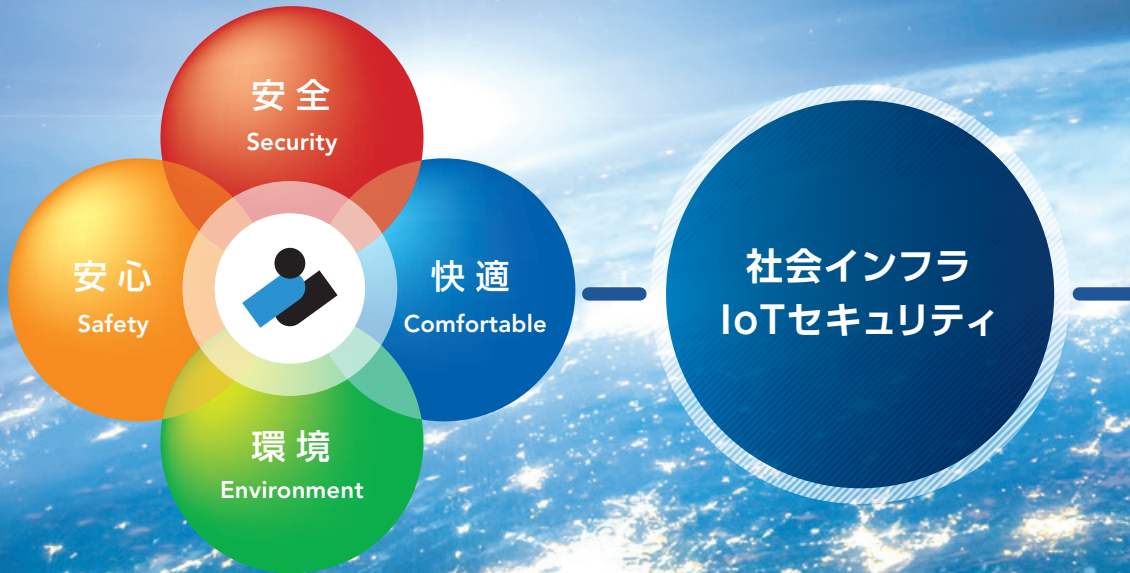 安全
Security
安心
Safety
快適
Comfortable
環境
Environment
社会インフラ
IoTセキュリティ